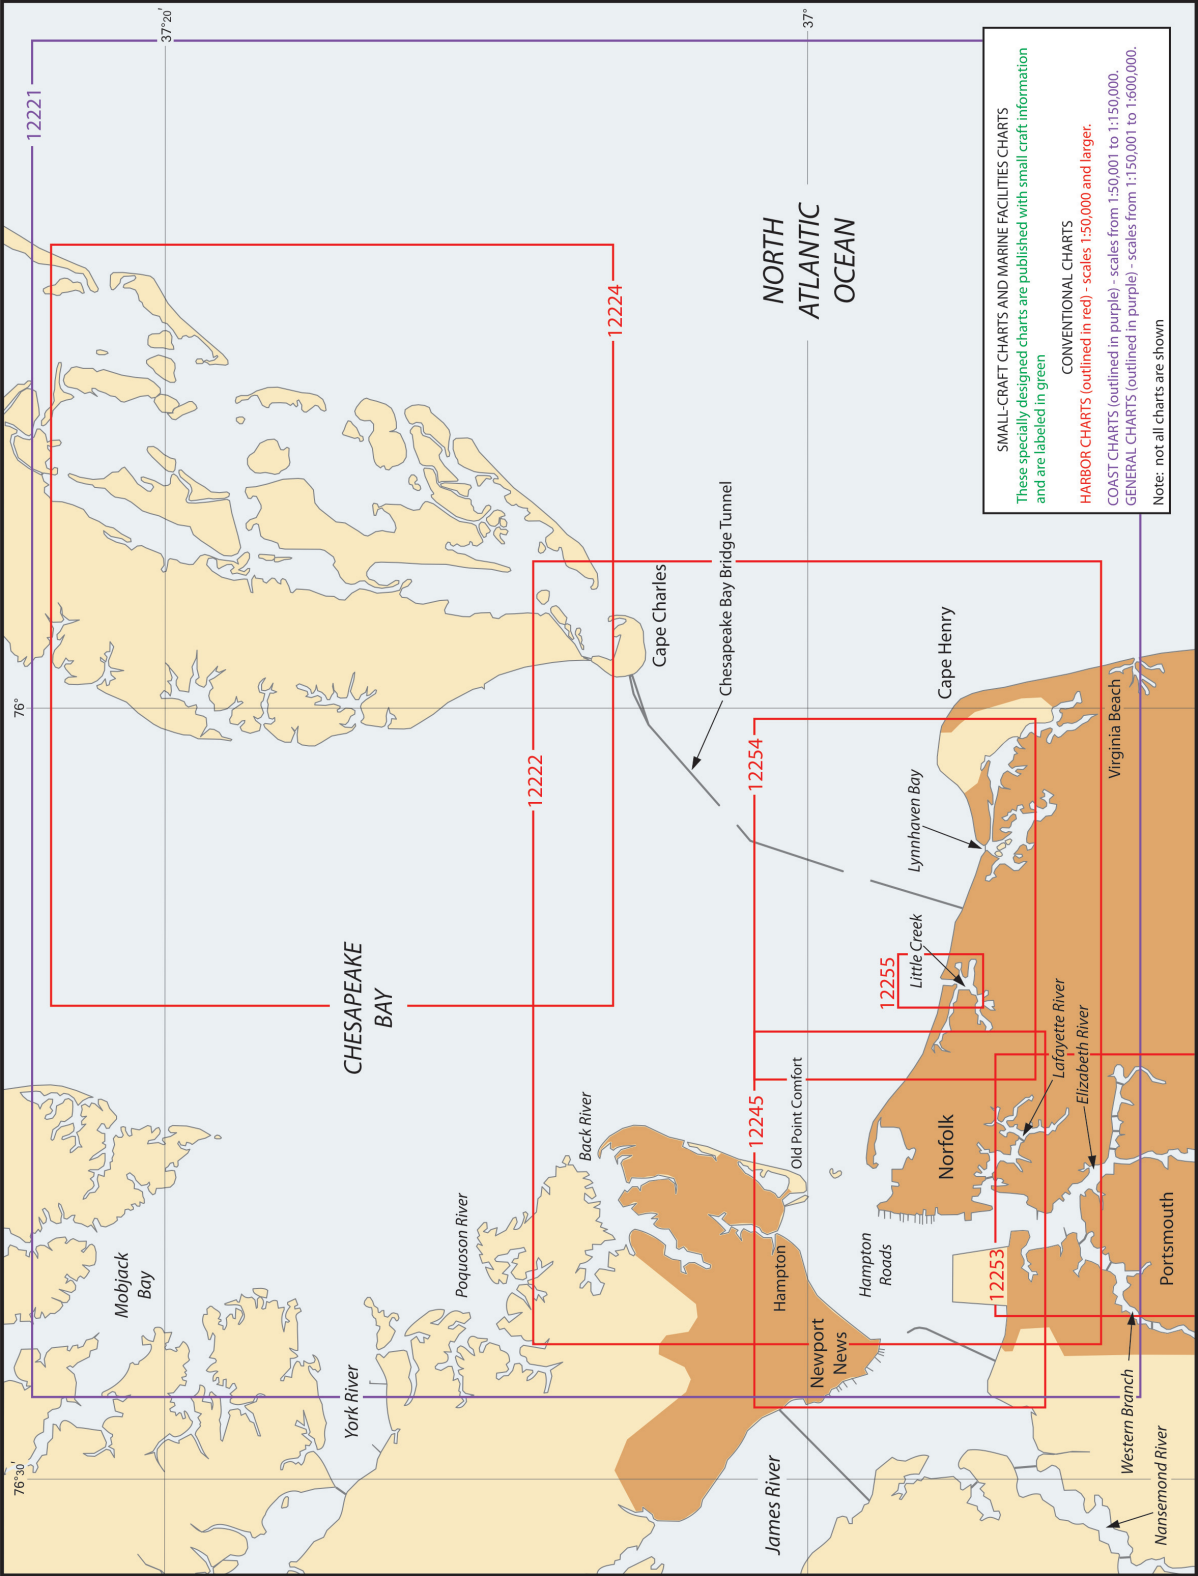 12221
37°20'
37°
76°
76°30'
12224
12222
12254
12255
12245
12253
NORTH
ATLANTIC
OCEAN
CHESAPEAKE
BAY
Cape Charles
Chesapeake Bay Bridge Tunnel
Cape Henry
Virginia Beach
Lynnhaven Bay
Little Creek
Lafayette River
Elizabeth River
Old Point Comfort
Norfolk
Portsmouth
Back River
Poquoson River
Mobjack
Bay
York River
Hampton
Hampton
Roads
Newport
News
James River
Western Branch
Nansemond River
SMALL-CRAFT CHARTS AND MARINE FACILITIES CHARTS
These specially designed charts are published with small craft information
and are labeled in green
CONVENTIONAL CHARTS
HARBOR CHARTS (outlined in red) - scales 1:50,000 and larger.
COAST CHARTS (outlined in purple) - scales from 1:50,001 to 1:150,000.
GENERAL CHARTS (outlined in purple) - scales from 1:150,001 to 1:600,000.
Note: not all charts are shown